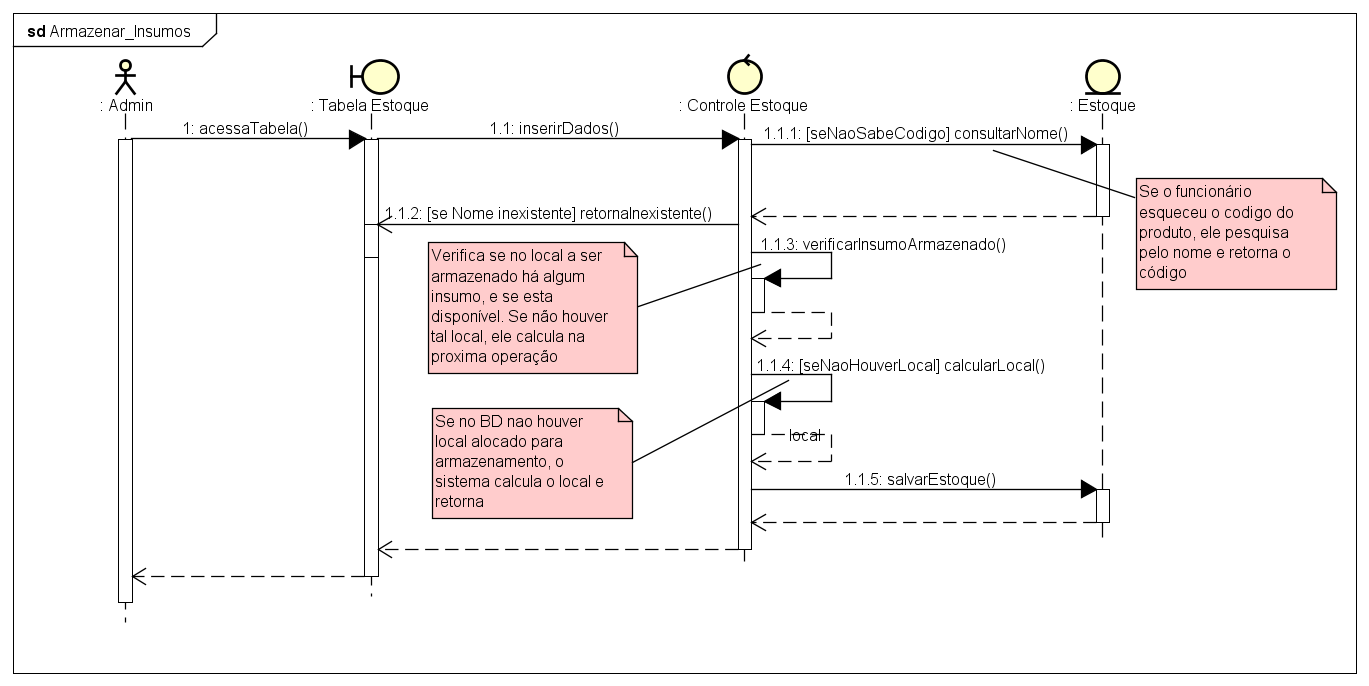 sd Armazenar_Insumos
: Admin
: Tabela Estoque
: Controle Estoque
: Estoque
1: acessaTabela()
1.1: inserirDados()
1.1.1: [seNaoSabeCodigo] consultarNome()
Se o funcionário
esqueceu o codigo do
produto, ele pesquisa
pelo nome e retorna o
código
1.1.2: [se Nome inexistente] retornaInexistente()
1.1.3: verificarInsumoArmazenado()
Verifica se no local a ser
armazenado há algum
insumo, e se esta
disponível. Se não houver
tal local, ele calcula na
proxima operação
1.1.4: [seNaoHouverLocal] calcularLocal()
Se no BD nao houver
local alocado para
armazenamento, o
sistema calcula o local e
retorna
local
1.1.5: salvarEstoque()